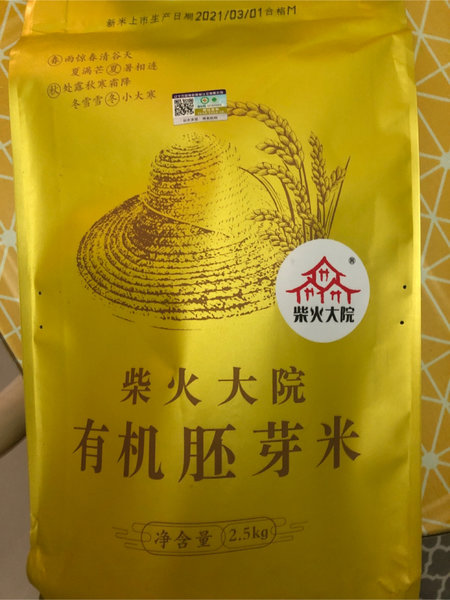 新米上市生产日期2021/03/01合格M
春雨惊春清谷天
夏满芒夏暑相连
秋处露秋寒霜降
冬雪雪冬小大寒
柴火大院
®
柴火大院
有机胚芽米
净含量 2.5kg